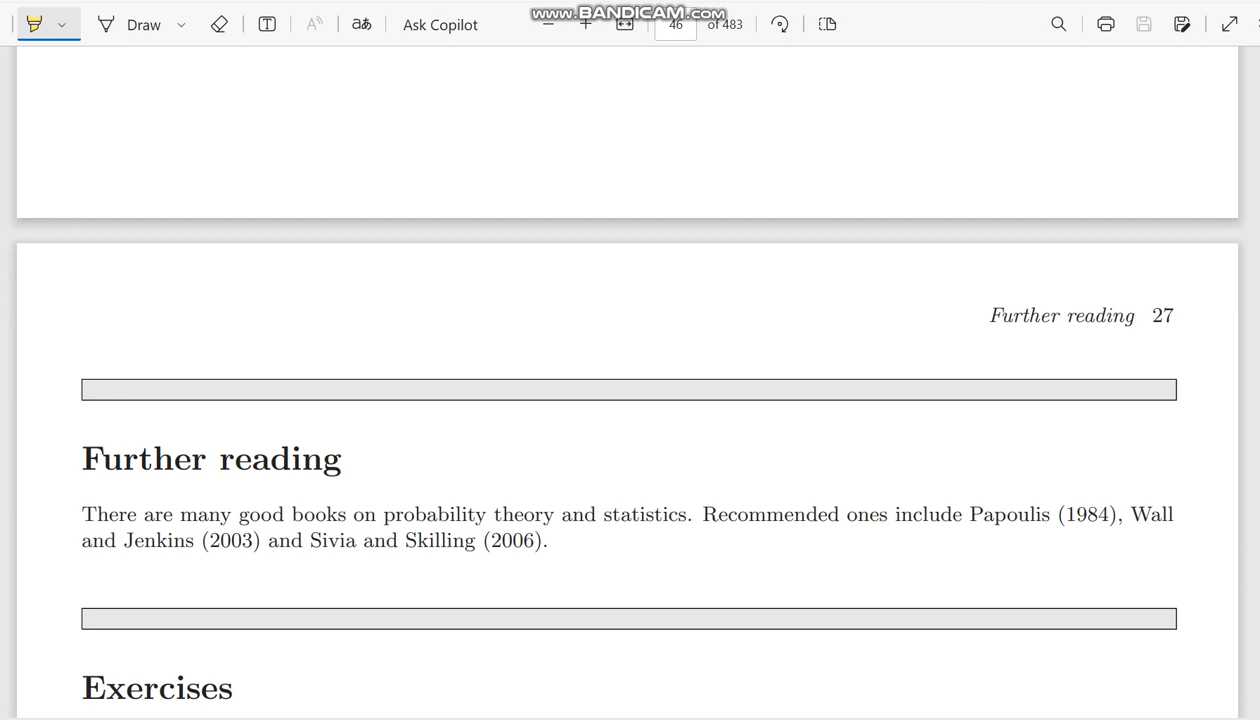 Draw
aあ
Ask Copilot
www.BANDICAM.com
46 of 483
Further reading 27
Further reading
There are many good books on probability theory and statistics. Recommended ones include Papoulis (1984), Wall
and Jenkins (2003) and Sivia and Skilling (2006).
Exercises